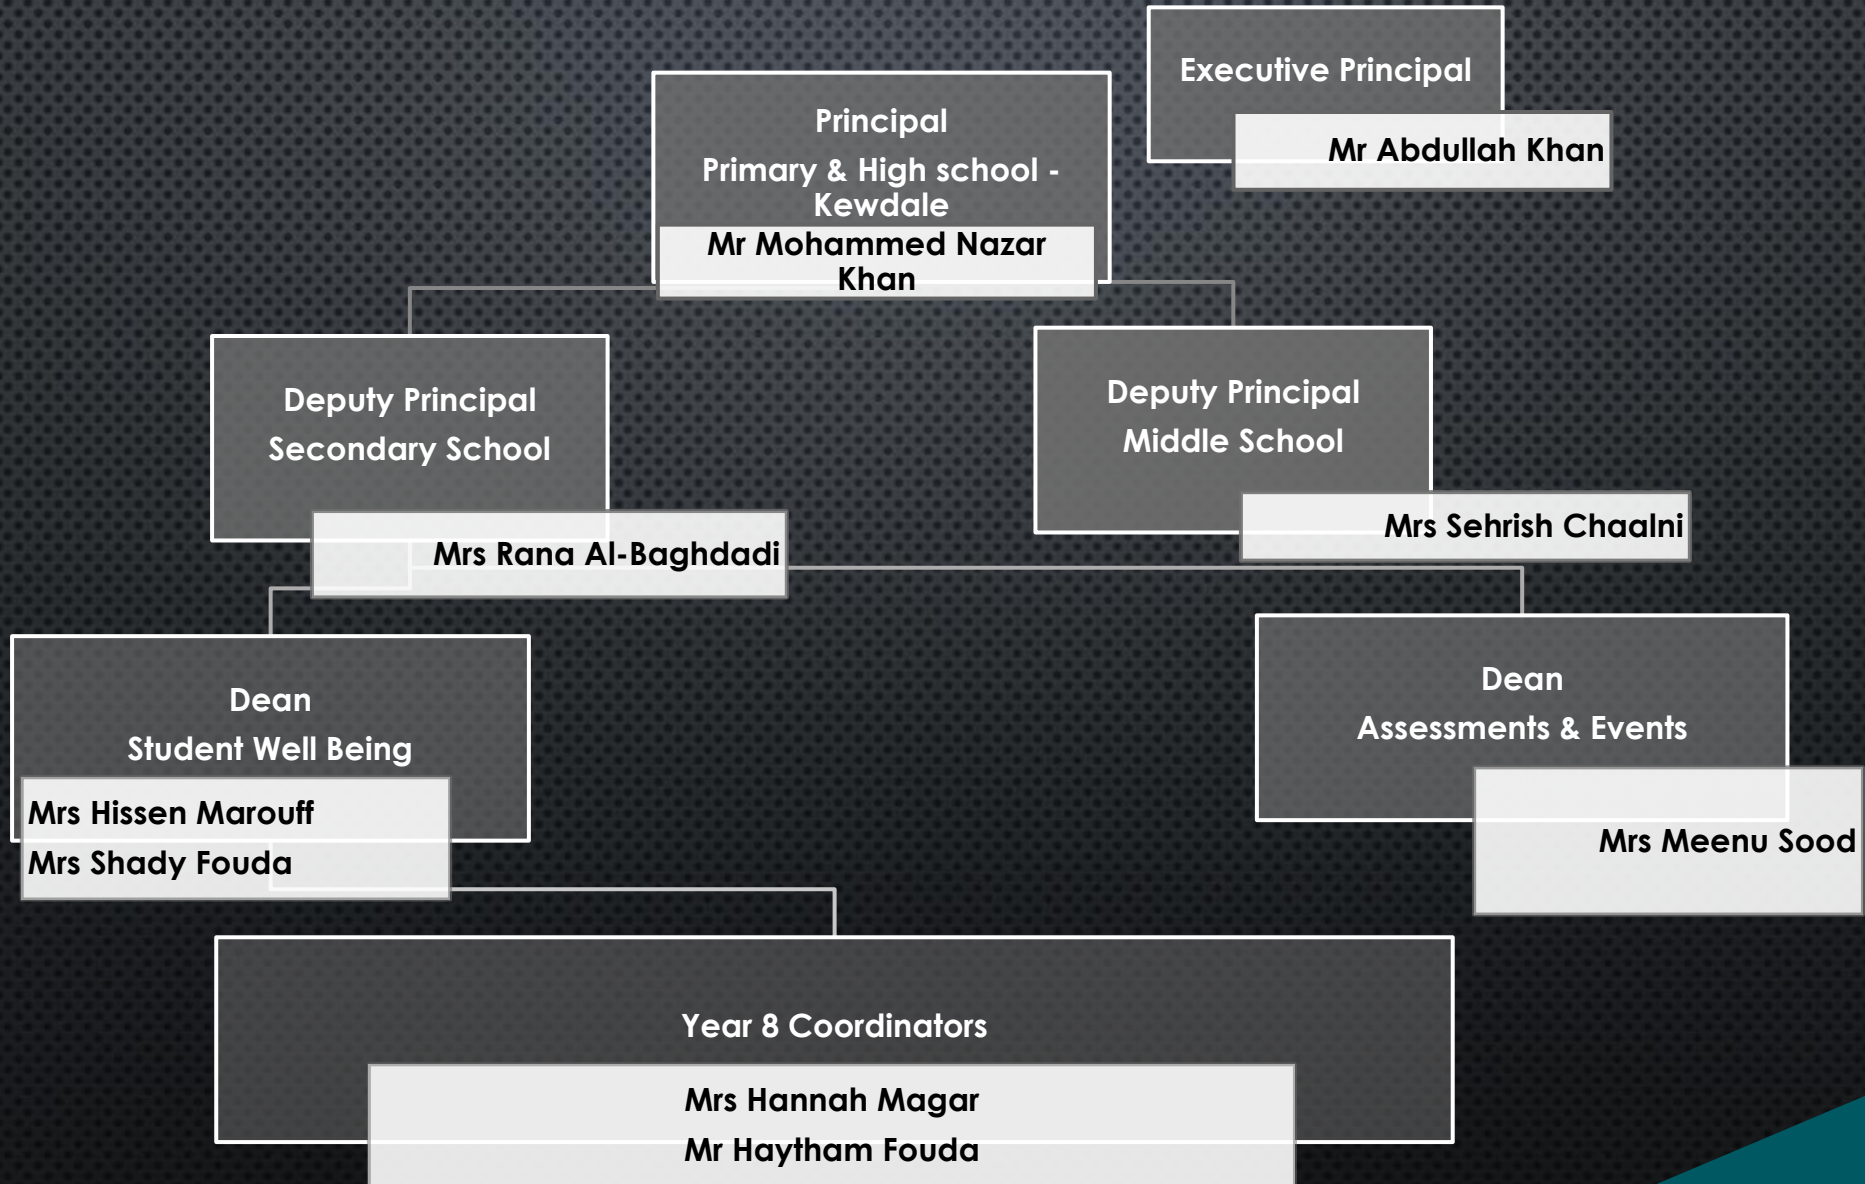 Executive Principal
Mr Abdullah Khan
Principal
Primary & High school -
Kewdale
Mr Mohammed Nazar
Khan
Deputy Principal
Secondary School
Mrs Rana Al-Baghdadi
Deputy Principal
Middle School
Mrs Sehrish Chaalni
Dean
Student Well Being
Mrs Hissen Marouff
Mrs Shady Fouda
Dean
Assessments & Events
Mrs Meenu Sood
Year 8 Coordinators
Mrs Hannah Magar
Mr Haytham Fouda